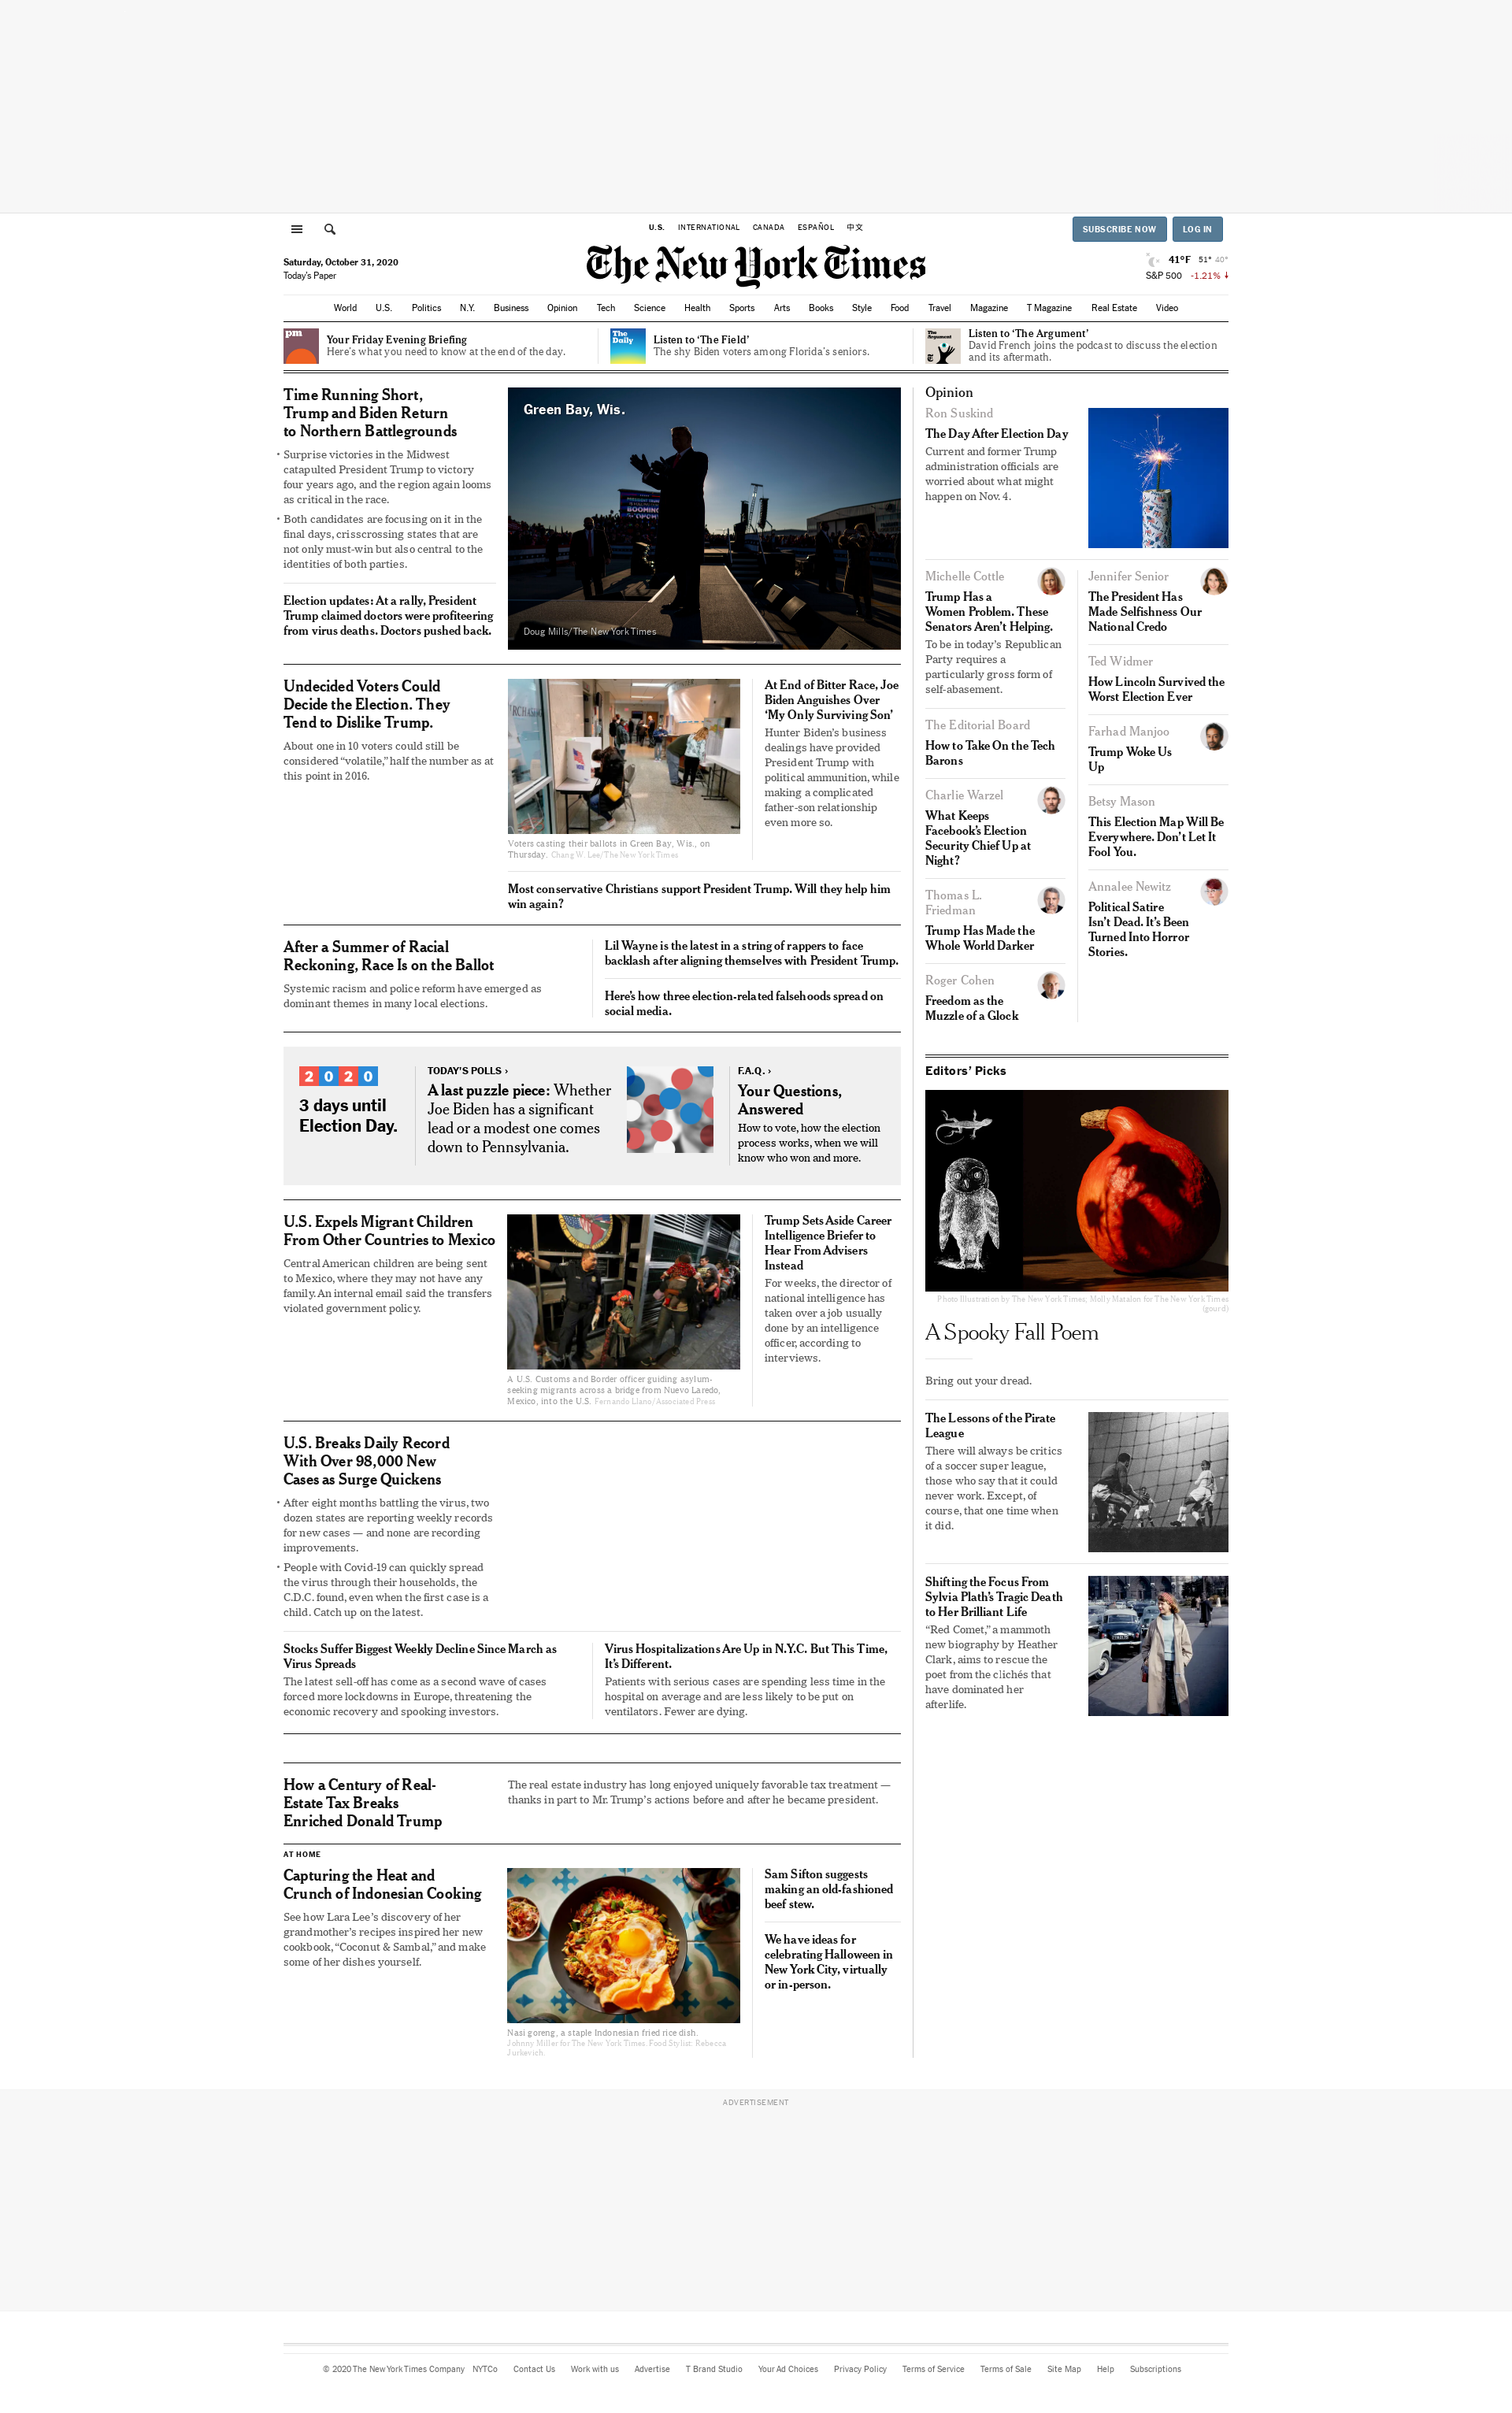 U.S. INTERNATIONAL CANADA ESPAÑOL 中文
SUBSCRIBE NOW LOG IN
Saturday, October 31, 2020
Today's Paper
The New York Times
41°F 51° 40°
S&P 500 -1.21%
World U.S. Politics N.Y. Business Opinion Tech Science Health Sports Arts Books Style Food Travel Magazine T Magazine Real Estate Video
pm
Your Friday Evening Briefing
Here's what you need to know at the end of the day.
The
Daily
Listen to ‘The Field’
The shy Biden voters among Florida's seniors.
The
Argument
Listen to ‘The Argument’
David French joins the podcast to discuss the election
and its aftermath.
Time Running Short,
Trump and Biden Return
to Northern Battlegrounds
• Surprise victories in the Midwest
catapulted President Trump to victory
four years ago, and the region again looms
as critical in the race.
• Both candidates are focusing on it in the
final days, crisscrossing states that are
not only must-win but also central to the
identities of both parties.
Election updates: At a rally, President
Trump claimed doctors were profiteering
from virus deaths. Doctors pushed back.
Green Bay, Wis.
Doug Mills/The New York Times
Undecided Voters Could
Decide the Election. They
Tend to Dislike Trump.
About one in 10 voters could still be
considered “volatile,” half the number as at
this point in 2016.
Voters casting their ballots in Green Bay, Wis., on
Thursday. Chang W. Lee/The New York Times
At End of Bitter Race, Joe
Biden Anguishes Over
‘My Only Surviving Son’
Hunter Biden's business
dealings have provided
President Trump with
political ammunition, while
making a complicated
father-son relationship
even more so.
Most conservative Christians support President Trump. Will they help him
win again?
After a Summer of Racial
Reckoning, Race Is on the Ballot
Systemic racism and police reform have emerged as
dominant themes in many local elections.
Lil Wayne is the latest in a string of rappers to face
backlash after aligning themselves with President Trump.
Here's how three election-related falsehoods spread on
social media.
2020
3 days until
Election Day.
TODAY'S POLLS ›
A last puzzle piece: Whether
Joe Biden has a significant
lead or a modest one comes
down to Pennsylvania.
F.A.Q. ›
Your Questions,
Answered
How to vote, how the election
process works, when we will
know who won and more.
U.S. Expels Migrant Children
From Other Countries to Mexico
Central American children are being sent
to Mexico, where they may not have any
family. An internal email said the transfers
violated government policy.
A U.S. Customs and Border officer guiding asylum-
seeking migrants across a bridge from Nuevo Laredo,
Mexico, into the U.S. Fernando Llano/Associated Press
Trump Sets Aside Career
Intelligence Briefer to
Hear From Advisers
Instead
For weeks, the director of
national intelligence has
taken over a job usually
done by an intelligence
officer, according to
interviews.
U.S. Breaks Daily Record
With Over 98,000 New
Cases as Surge Quickens
• After eight months battling the virus, two
dozen states are reporting weekly records
for new cases — and none are recording
improvements.
• People with Covid-19 can quickly spread
the virus through their households, the
C.D.C. found, even when the first case is a
child. Catch up on the latest.
Stocks Suffer Biggest Weekly Decline Since March as
Virus Spreads
The latest sell-off has come as a second wave of cases
forced more lockdowns in Europe, threatening the
economic recovery and spooking investors.
Virus Hospitalizations Are Up in N.Y.C. But This Time,
It's Different.
Patients with serious cases are spending less time in the
hospital on average and are less likely to be put on
ventilators. Fewer are dying.
How a Century of Real-
Estate Tax Breaks
Enriched Donald Trump
The real estate industry has long enjoyed uniquely favorable tax treatment —
thanks in part to Mr. Trump's actions before and after he became president.
AT HOME
Capturing the Heat and
Crunch of Indonesian Cooking
See how Lara Lee's discovery of her
grandmother's recipes inspired her new
cookbook, “Coconut & Sambal,” and make
some of her dishes yourself.
Nasi goreng, a staple Indonesian fried rice dish.
Johnny Miller for The New York Times. Food Stylist: Rebecca
Jurkevich.
Sam Sifton suggests
making an old-fashioned
beef stew.
We have ideas for
celebrating Halloween in
New York City, virtually
or in-person.
Opinion
Ron Suskind
The Day After Election Day
Current and former Trump
administration officials are
worried about what might
happen on Nov. 4.
Michelle Cottle
Trump Has a
Women Problem. These
Senators Aren't Helping.
To be in today's Republican
Party requires a
particularly gross form of
self-abasement.
The Editorial Board
How to Take On the Tech
Barons
Charlie Warzel
What Keeps
Facebook's Election
Security Chief Up at
Night?
Thomas L.
Friedman
Trump Has Made the
Whole World Darker
Roger Cohen
Freedom as the
Muzzle of a Glock
Jennifer Senior
The President Has
Made Selfishness Our
National Credo
Ted Widmer
How Lincoln Survived the
Worst Election Ever
Farhad Manjoo
Trump Woke Us
Up
Betsy Mason
This Election Map Will Be
Everywhere. Don't Let It
Fool You.
Annalee Newitz
Political Satire
Isn't Dead. It's Been
Turned Into Horror
Stories.
Editors' Picks
Photo Illustration by The New York Times; Molly Matalon for The New York Times
(gourd)
A Spooky Fall Poem
Bring out your dread.
The Lessons of the Pirate
League
There will always be critics
of a soccer super league,
those who say that it could
never work. Except, of
course, that one time when
it did.
Shifting the Focus From
Sylvia Plath's Tragic Death
to Her Brilliant Life
“Red Comet,” a mammoth
new biography by Heather
Clark, aims to rescue the
poet from the clichés that
have dominated her
afterlife.
ADVERTISEMENT
© 2020 The New York Times Company NYTCo Contact Us Work with us Advertise T Brand Studio Your Ad Choices Privacy Policy Terms of Service Terms of Sale Site Map Help Subscriptions